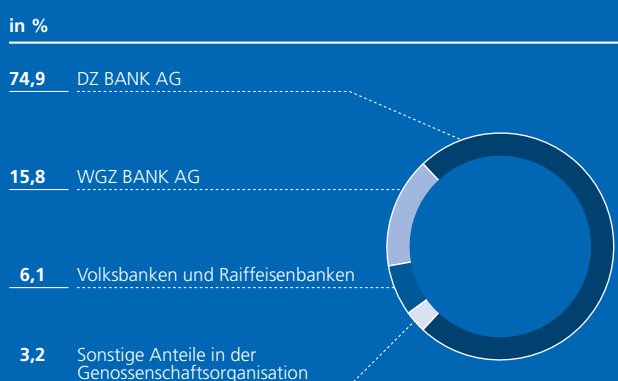 in %
74,9 DZ BANK AG
15,8 WGZ BANK AG
6,1 Volksbanken und Raiffeisenbanken
3,2 Sonstige Anteile in der
Genossenschaftsorganisation